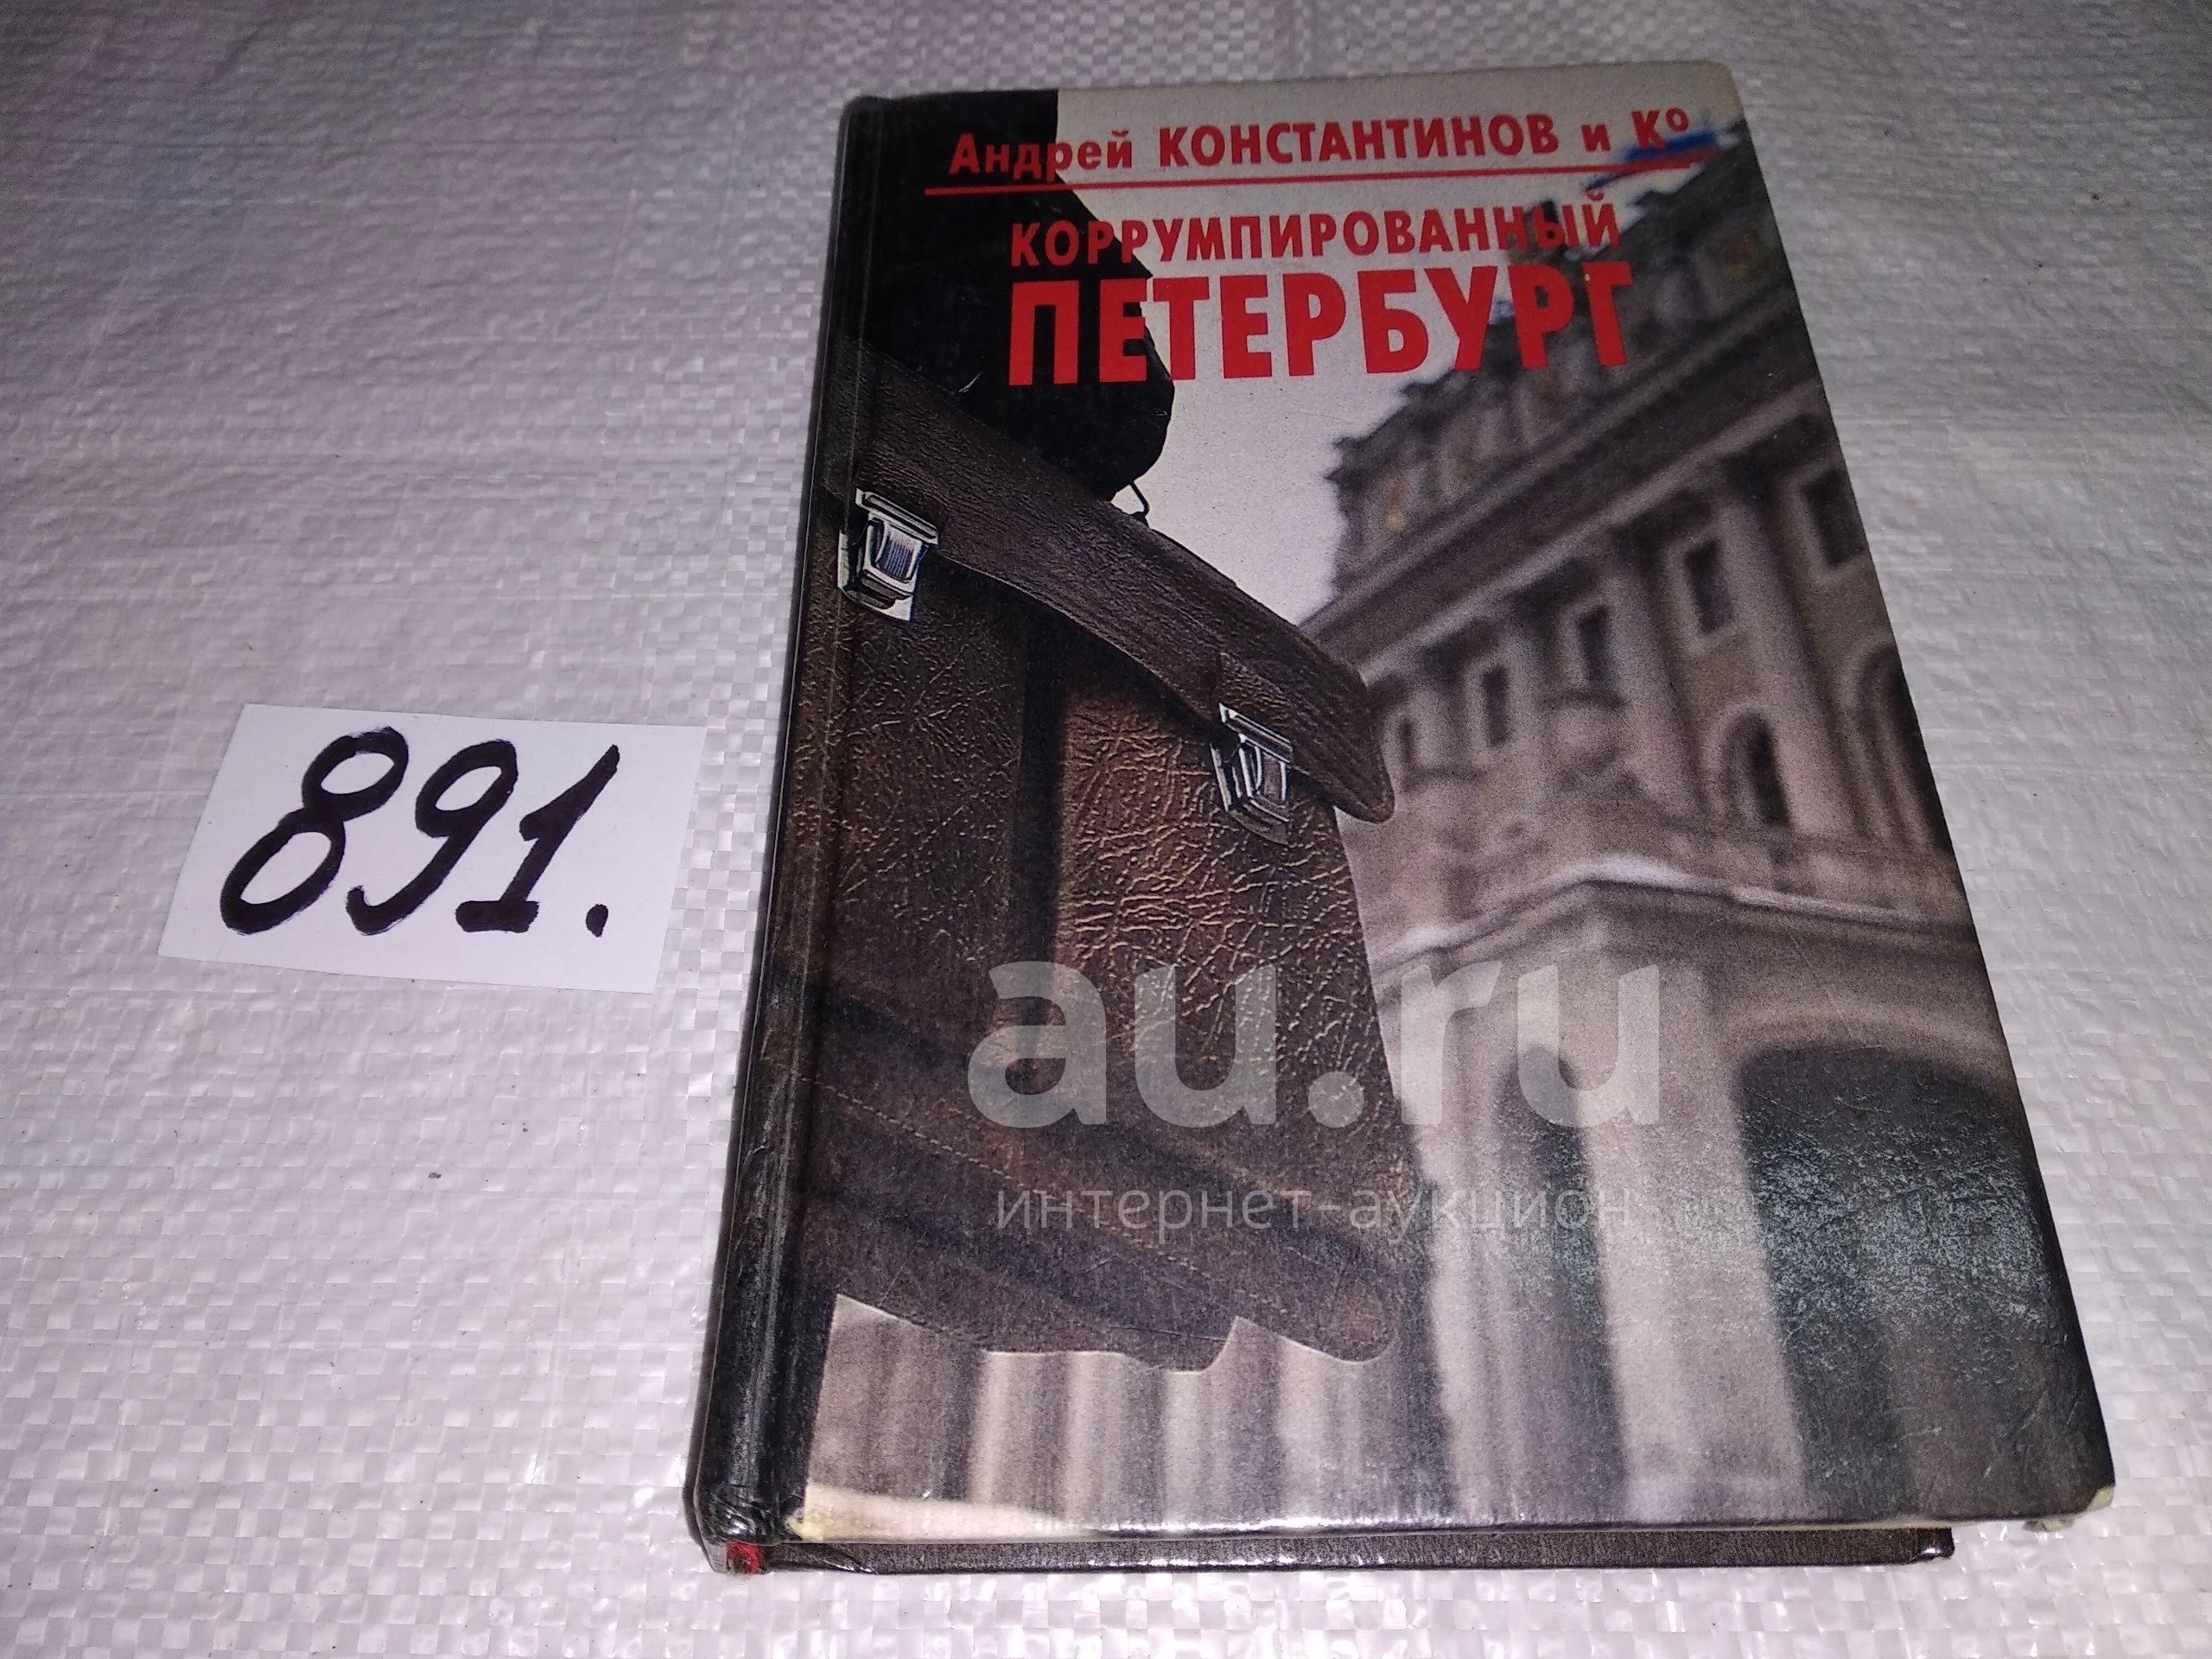 Андрей КОНСТАНТИНОВ и Ко
КОРРУМПИРОВАННЫЙ
ПЕТЕРБУРГ
891.
au.ru
интернет-аукцион